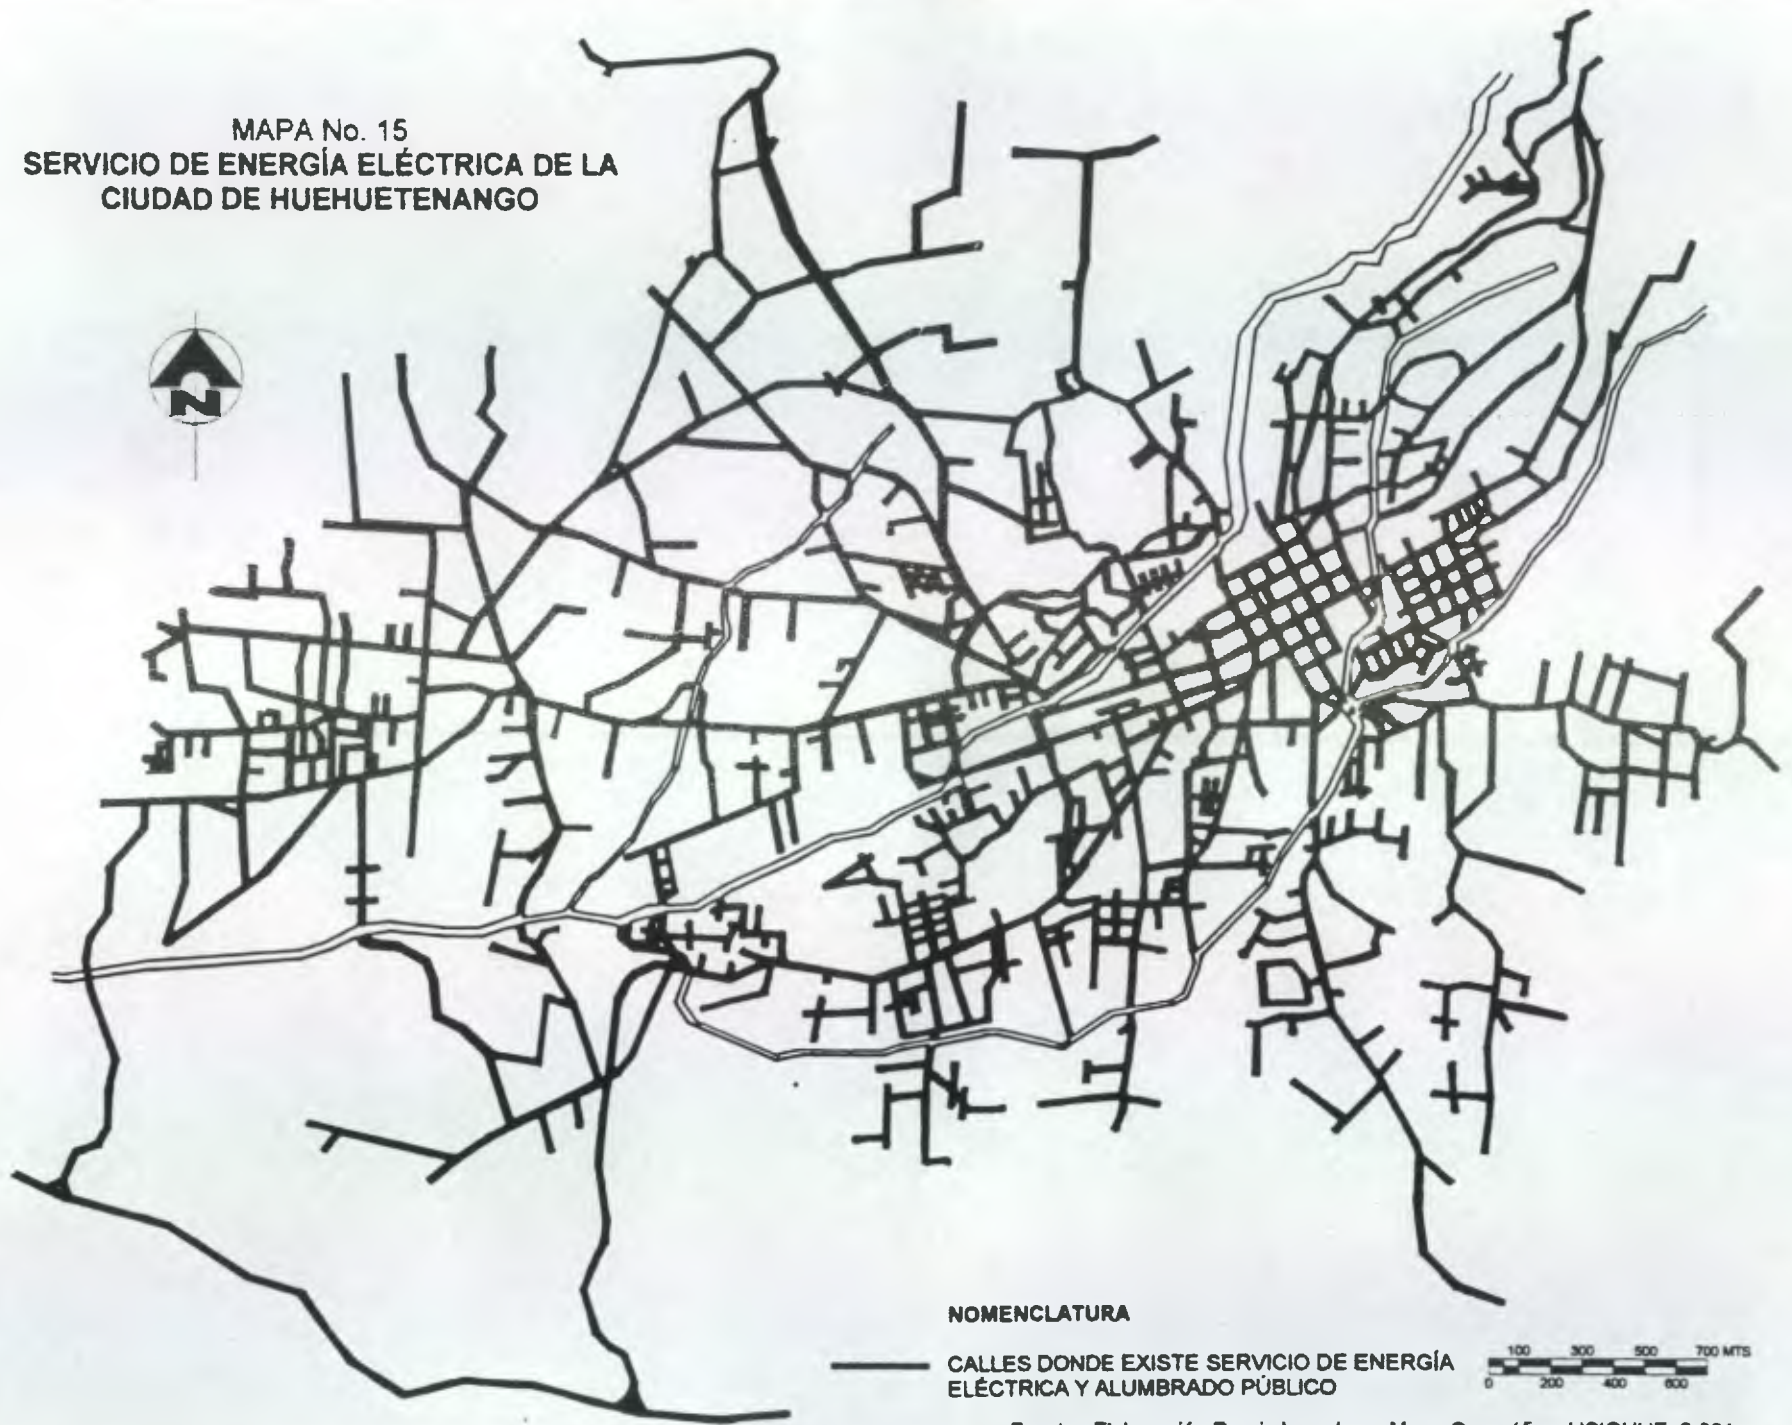 MAPA No. 15
SERVICIO DE ENERGÍA ELÉCTRICA DE LA
CIUDAD DE HUEHUETENANGO
N
NOMENCLATURA
CALLES DONDE EXISTE SERVICIO DE ENERGÍA
ELÉCTRICA Y ALUMBRADO PÚBLICO
100 300 500 700 MTS
0 200 400 600